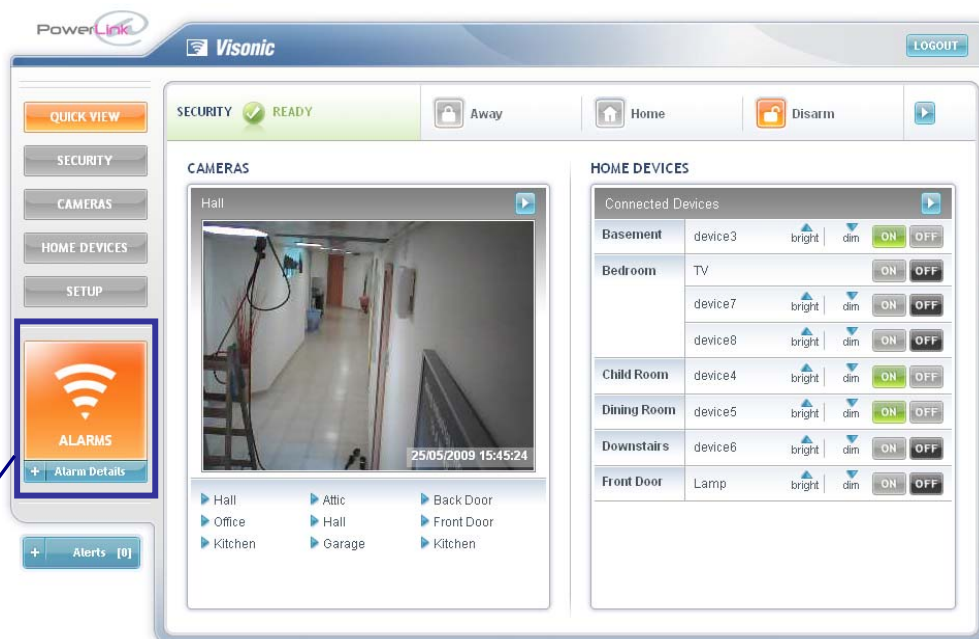 PowerLink
Visonic
LOGOUT
QUICK VIEW
SECURITY
CAMERAS
HOME DEVICES
SETUP
ALARMS
+ Alarm Details
+ Alerts [0]
SECURITY READY
Away
Home
Disarm
CAMERAS
Hall
25/05/2009 15:45:24
Hall Attic Back Door
Office Hall Front Door
Kitchen Garage Kitchen
HOME DEVICES
Connected Devices
Basement device3 bright dim ON OFF
Bedroom TV ON OFF
device7 bright dim ON OFF
device8 bright dim ON OFF
Child Room device4 bright dim ON OFF
Dining Room device5 bright dim ON OFF
Downstairs device6 bright dim ON OFF
Front Door Lamp bright dim ON OFF